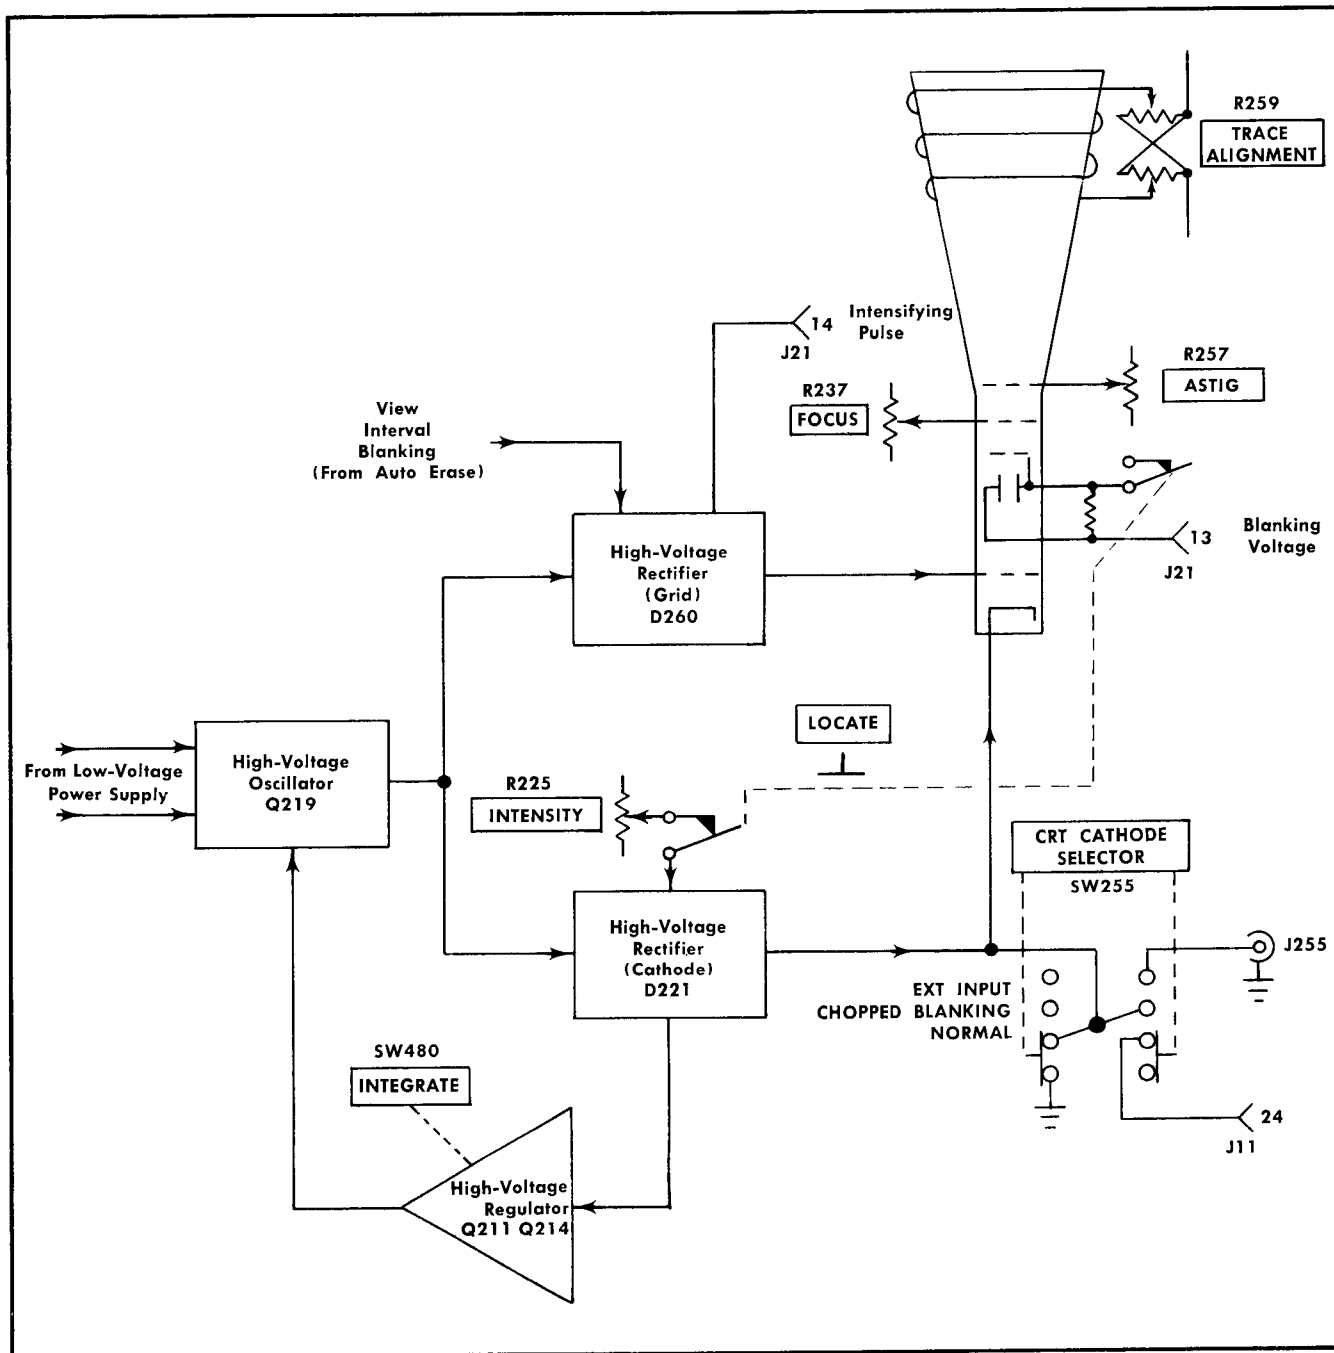 R259
TRACE
ALIGNMENT
14
Intensifying
Pulse
J21
R257
ASTIG
R237
FOCUS
View
Interval
Blanking
(From Auto Erase)
High-Voltage
Rectifier
(Grid)
D260
13
Blanking
Voltage
J21
LOCATE
High-Voltage
Oscillator
Q219
From Low-Voltage
Power Supply
R225
INTENSITY
CRT CATHODE
SELECTOR
SW255
High-Voltage
Rectifier
(Cathode)
D221
J255
EXT INPUT
CHOPPED BLANKING
NORMAL
SW480
INTEGRATE
24
J11
High-Voltage
Regulator
Q211 Q214